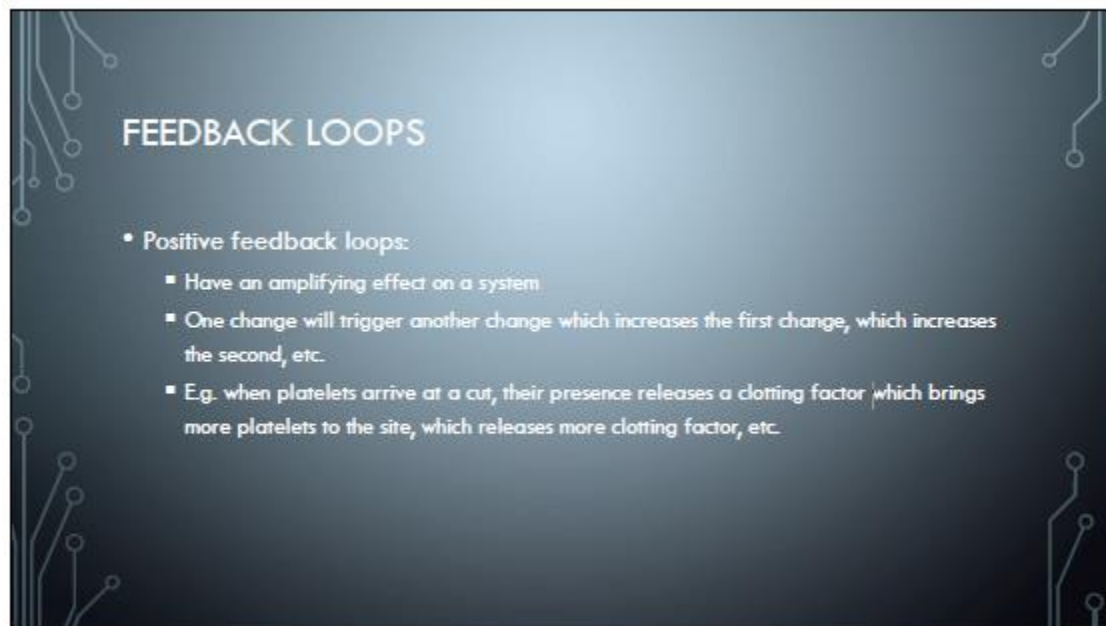 FEEDBACK LOOPS
• Positive feedback loops:
▪ Have an amplifying effect on a system
▪ One change will trigger another change which increases the first change, which increases
the second, etc.
▪ E.g. when platelets arrive at a cut, their presence releases a clotting factor which brings
more platelets to the site, which releases more clotting factor, etc.